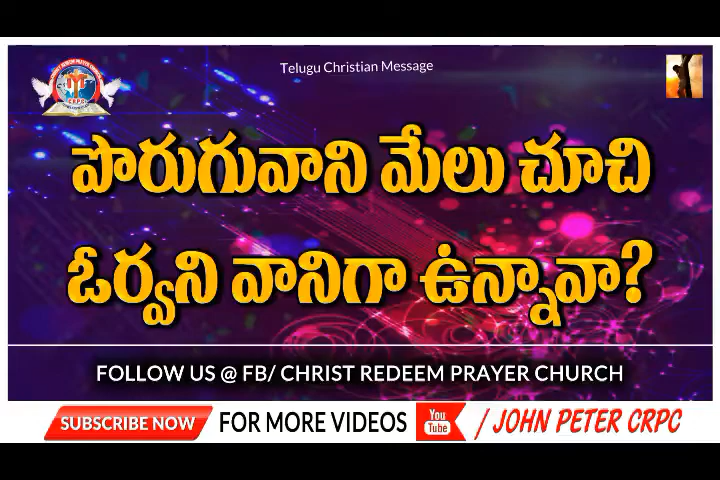 Telugu Christian Message
పొరుగువాని మేలు చూచి
ఓర్వని వానిగా ఉన్నావా?
FOLLOW US @ FB/ CHRIST REDEEM PRAYER CHURCH
SUBSCRIBE NOW FOR MORE VIDEOS You Tube / JOHN PETER CRPC
C.R.P.C